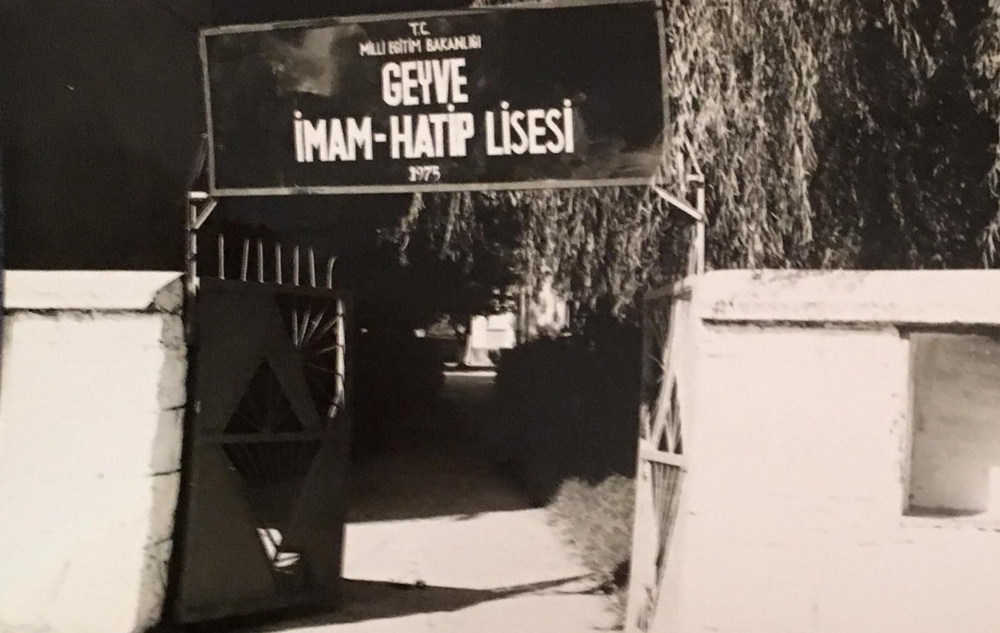 T.C.
MİLLİ EĞİTİM BAKANLIĞI
GEYVE
İMAM-HATİP LİSESİ
1975